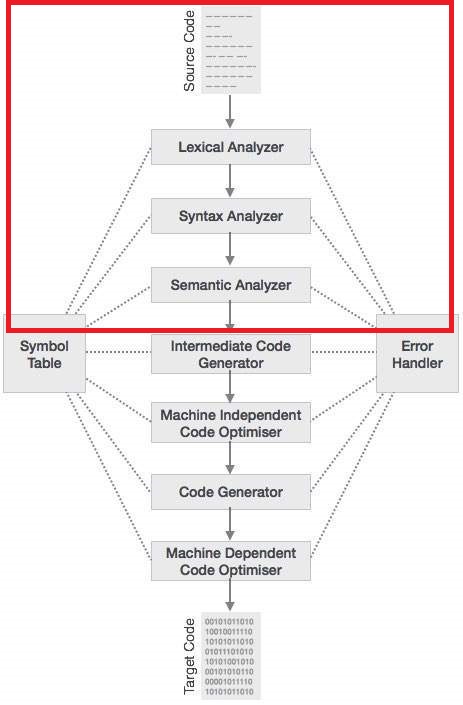 Source Code
Lexical Analyzer
Syntax Analyzer
Semantic Analyzer
Symbol
Table
Intermediate Code
Generator
Error
Handler
Machine Independent
Code Optimiser
Code Generator
Machine Dependent
Code Optimiser
Target Code
00101011010
10010011110
10101011010
01011101010
10101001010
00101010110
00001011110
10101011010